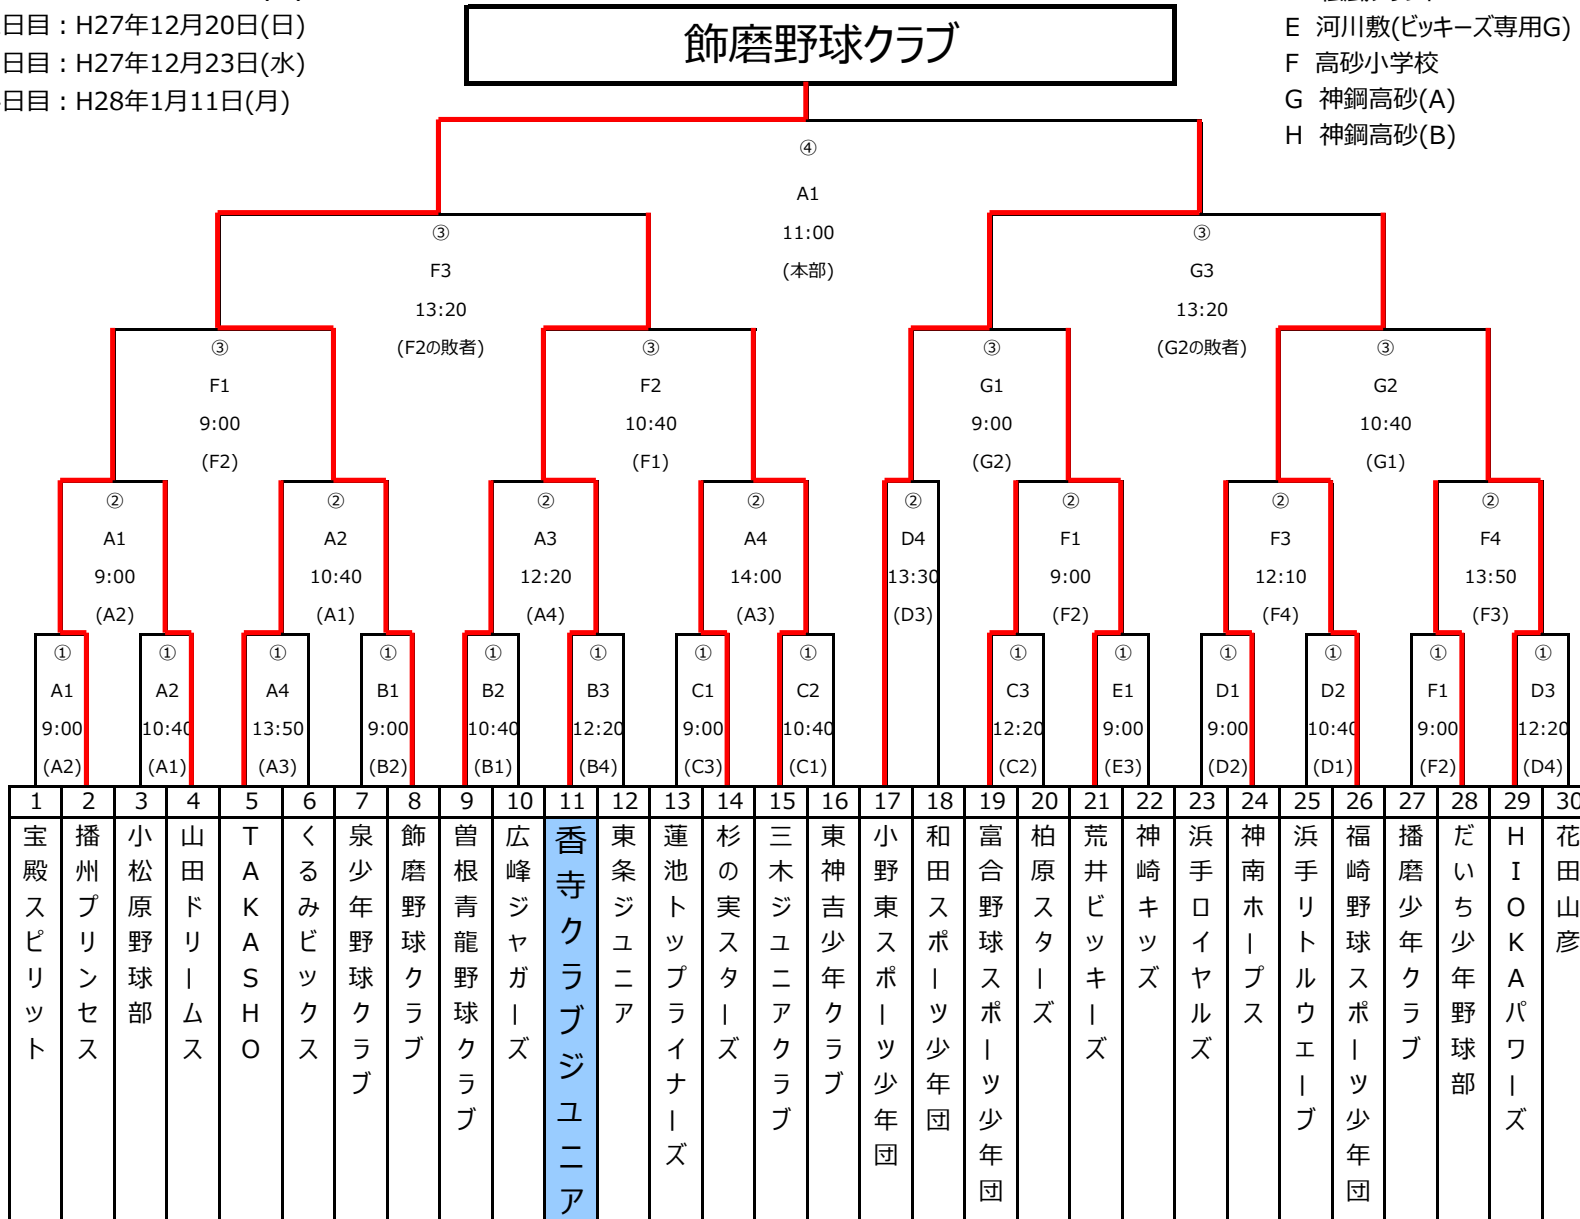 日目：H27年12月20日(日)
日目：H27年12月23日(水)
日目：H28年1月11日(月)
飾磨野球クラブ
E 河川敷(ビッキーズ専用G)
F 高砂小学校
G 神鋼高砂(A)
H 神鋼高砂(B)
④
A1
11:00
(本部)
③ ③
F3 G3
13:20 13:20
(F2の敗者) (G2の敗者)
③ ③ ③ ③
F1 F2 G1 G2
9:00 10:40 9:00 10:40
(F2) (F1) (G2) (G1)
② ② ② ② ② ② ② ②
A1 A2 A3 A4 D4 F1 F3 F4
9:00 10:40 12:20 14:00 13:30 9:00 12:10 13:50
(A2) (A1) (A4) (A3) (D3) (F2) (F4) (F3)
① ① ① ① ① ① ① ① ① ① ① ① ① ①
A1 A2 A4 B1 B2 B3 C1 C2 C3 E1 D1 D2 F1 D3
9:00 10:40 13:50 9:00 10:40 12:20 9:00 10:40 12:20 9:00 9:00 10:40 9:00 12:20
(A2) (A1) (A3) (B2) (B1) (B4) (C3) (C1) (C2) (E3) (D2) (D1) (F2) (D4)
1 2 3 4 5 6 7 8 9 10 11 12 13 14 15 16 17 18 19 20 21 22 23 24 25 26 27 28 29 30
宝殿スピリット
播州プリンセス
小松原野球部
山田ドリームス
TAKASHO
くるみビックス
泉少年野球クラブ
飾磨野球クラブ
曽根青龍野球クラブ
広峰ジャガーズ
香寺クラブジュニア
東条ジュニア
蓮池トップライナーズ
杉の実スターズ
三木ジュニアクラブ
東神吉少年クラブ
小野東スポーツ少年団
和田スポーツ少年団
富合野球スポーツ少年団
柏原スターズ
荒井ビッキーズ
神崎キッズ
浜手ロイヤルズ
神南ホープス
浜手リトルウエーブ
福崎野球スポーツ少年団
播磨少年クラブ
だいち少年野球部
HIOKAパワーズ
花田山彦